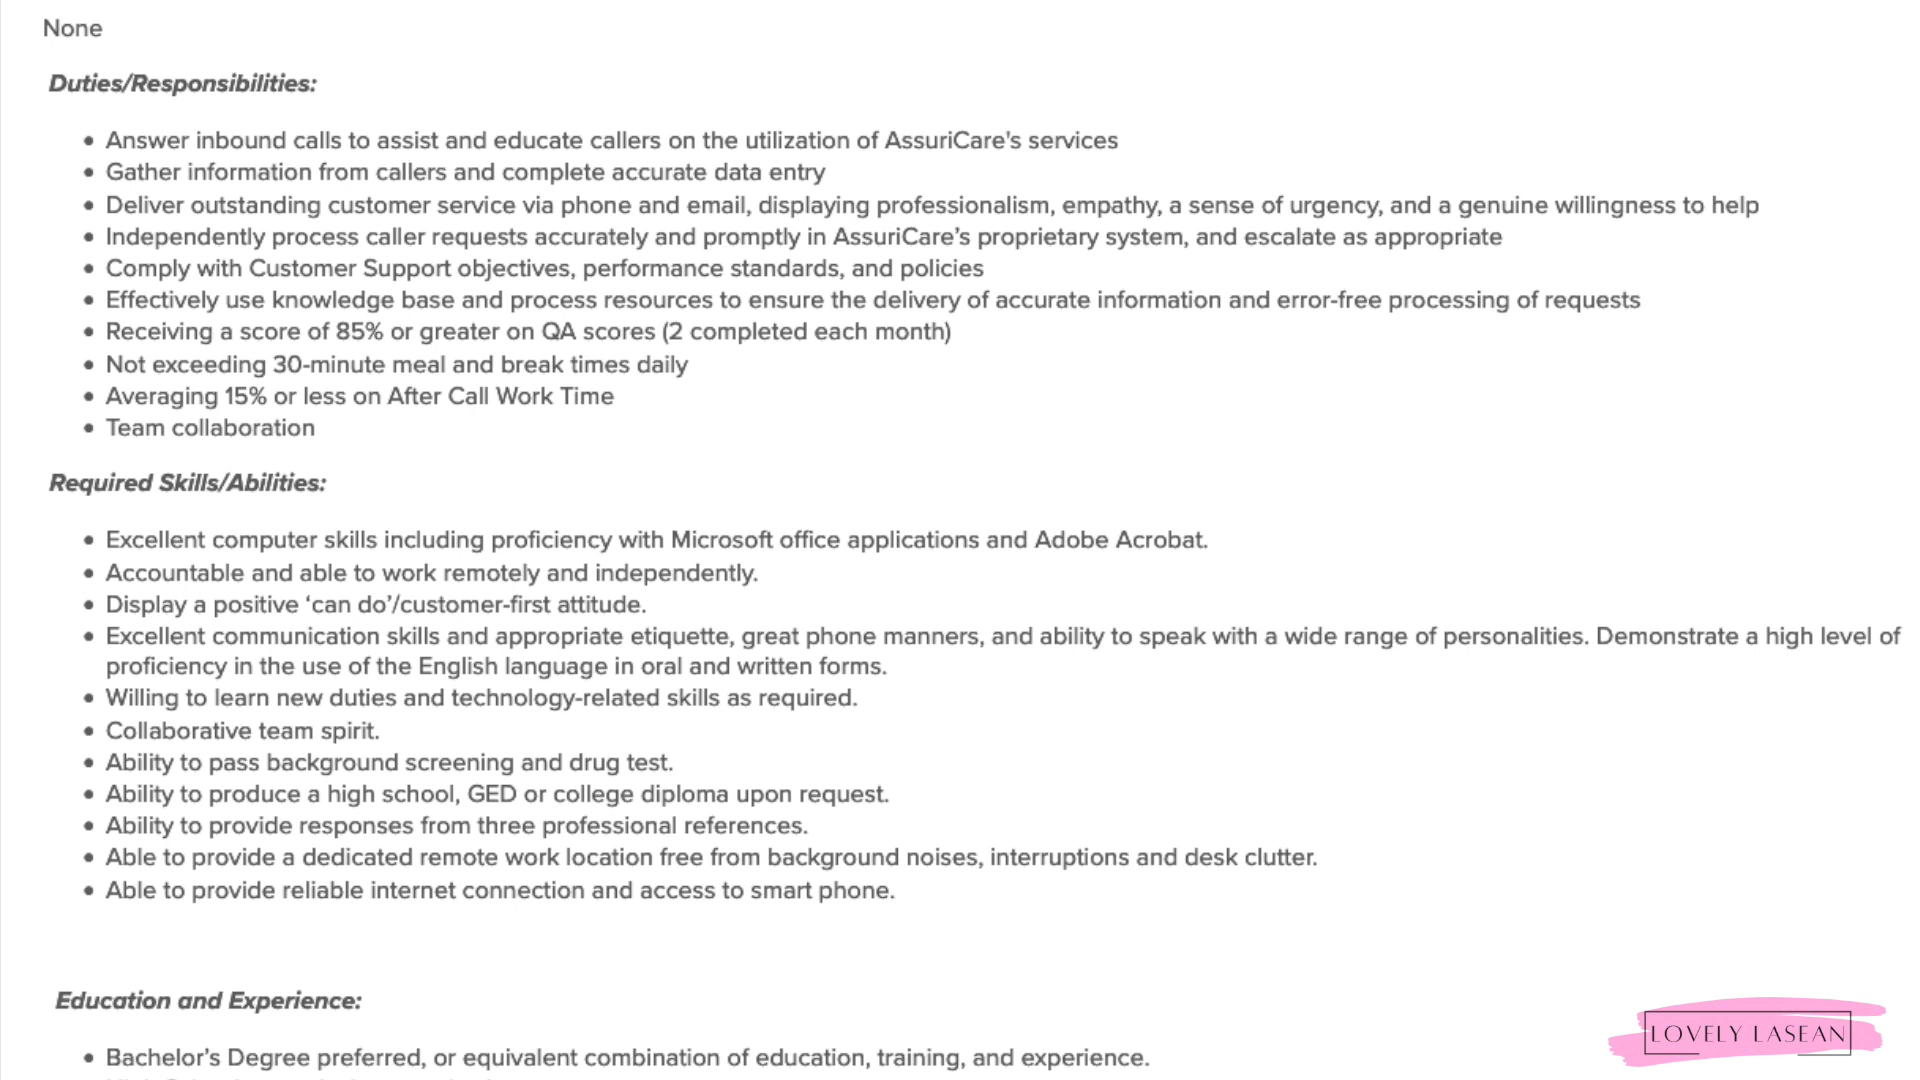 None
Duties/Responsibilities:
• Answer inbound calls to assist and educate callers on the utilization of AssuriCare's services
• Gather information from callers and complete accurate data entry
• Deliver outstanding customer service via phone and email, displaying professionalism, empathy, a sense of urgency, and a genuine willingness to help
• Independently process caller requests accurately and promptly in AssuriCare’s proprietary system, and escalate as appropriate
• Comply with Customer Support objectives, performance standards, and policies
• Effectively use knowledge base and process resources to ensure the delivery of accurate information and error-free processing of requests
• Receiving a score of 85% or greater on QA scores (2 completed each month)
• Not exceeding 30-minute meal and break times daily
• Averaging 15% or less on After Call Work Time
• Team collaboration
Required Skills/Abilities:
• Excellent computer skills including proficiency with Microsoft office applications and Adobe Acrobat.
• Accountable and able to work remotely and independently.
• Display a positive ‘can do’/customer-first attitude.
• Excellent communication skills and appropriate etiquette, great phone manners, and ability to speak with a wide range of personalities. Demonstrate a high level of
proficiency in the use of the English language in oral and written forms.
• Willing to learn new duties and technology-related skills as required.
• Collaborative team spirit.
• Ability to pass background screening and drug test.
• Ability to produce a high school, GED or college diploma upon request.
• Ability to provide responses from three professional references.
• Able to provide a dedicated remote work location free from background noises, interruptions and desk clutter.
• Able to provide reliable internet connection and access to smart phone.
Education and Experience:
• Bachelor’s Degree preferred, or equivalent combination of education, training, and experience.
LOVELY LASEAN